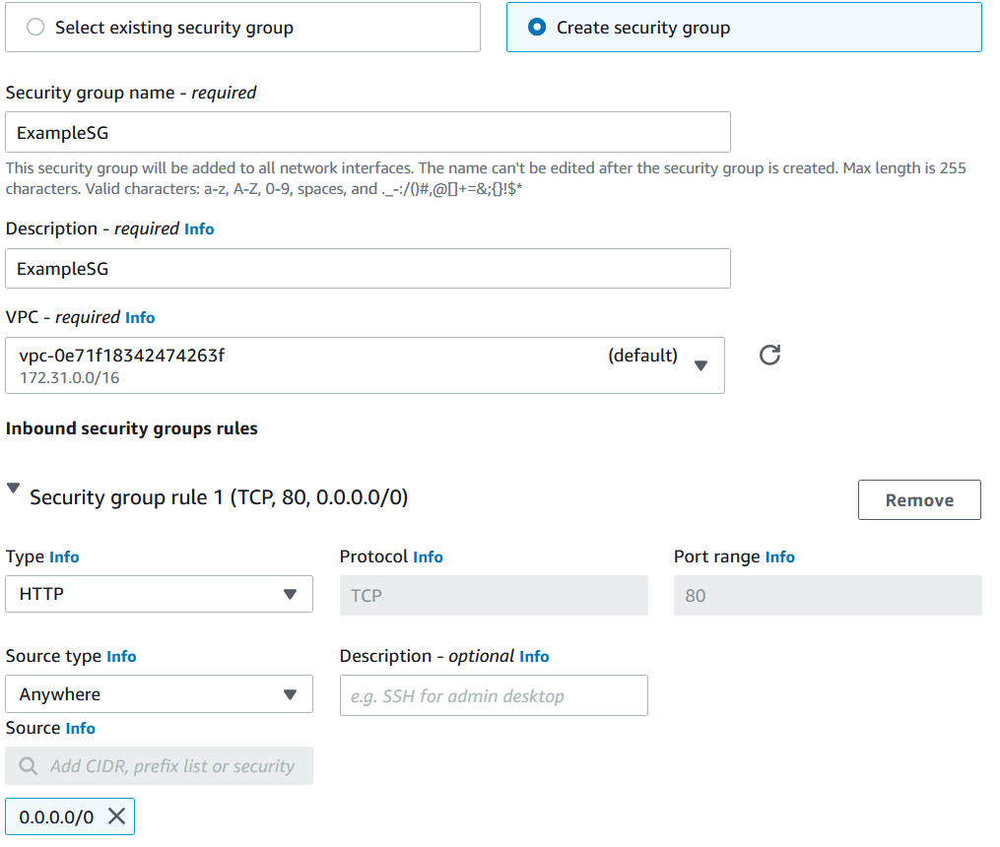 Select existing security group
Create security group
Security group name - required
ExampleSG
This security group will be added to all network interfaces. The name can't be edited after the security group is created. Max length is 255
characters. Valid characters: a-z, A-Z, 0-9, spaces, and ._-:/()#,@[]+=&;{}!$*
Description - required Info
ExampleSG
VPC - required Info
vpc-0e71f18342474263f (default)
172.31.0.0/16
Inbound security groups rules
Security group rule 1 (TCP, 80, 0.0.0.0/0)
Remove
Type Info
Protocol Info
Port range Info
HTTP
TCP
80
Source type Info
Description - optional Info
Anywhere
e.g. SSH for admin desktop
Source Info
Add CIDR, prefix list or security
0.0.0.0/0